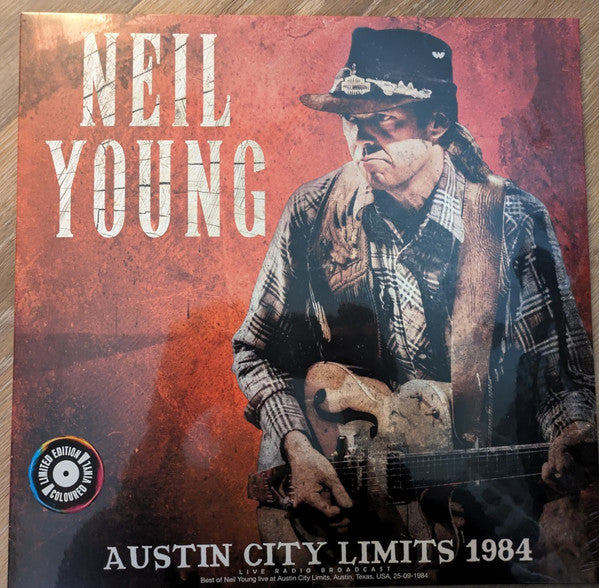 NEIL
YOUNG
LIMITED EDITION
COLOURED VINYL
AUSTIN CITY LIMITS 1984
LIVE RADIO BROADCAST
Best of Neil Young live at Austin City Limits, Austin, Texas, USA, 25-09-1984